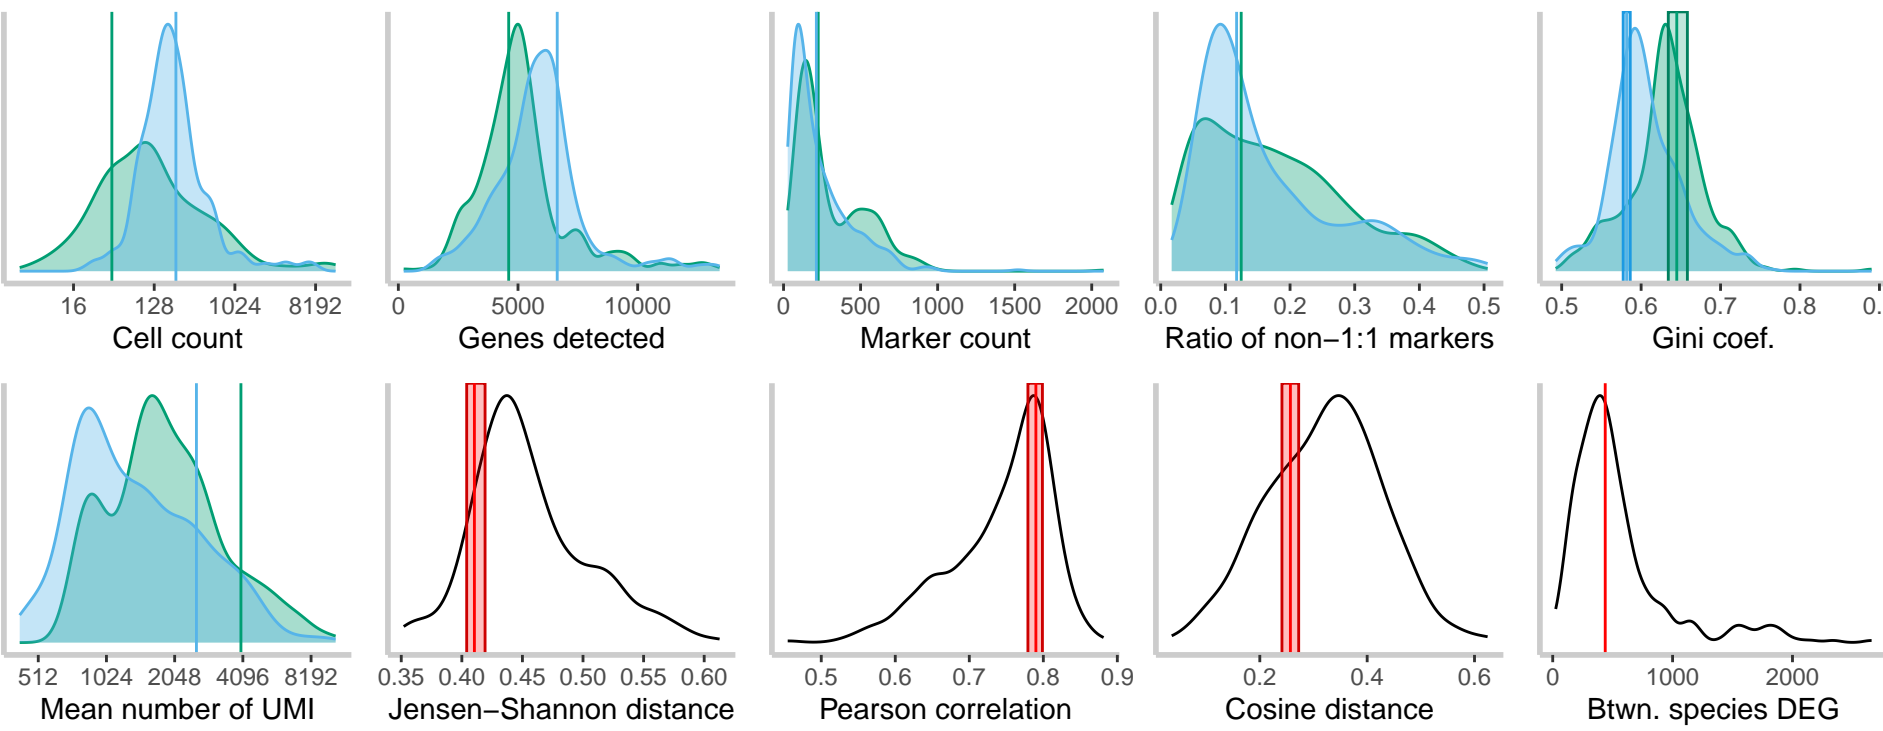 16 128 1024 8192
Cell count
0 5000 10000
Genes detected
0 500 1000 1500 2000
Marker count
0.0 0.1 0.2 0.3 0.4 0.5
Ratio of non−1:1 markers
0.5 0.6 0.7 0.8 0.
Gini coef.
512 1024 2048 4096 8192
Mean number of UMI
0.35 0.40 0.45 0.50 0.55 0.60
Jensen−Shannon distance
0.5 0.6 0.7 0.8 0.9
Pearson correlation
0.2 0.4 0.6
Cosine distance
0 1000 2000
Btwn. species DEG